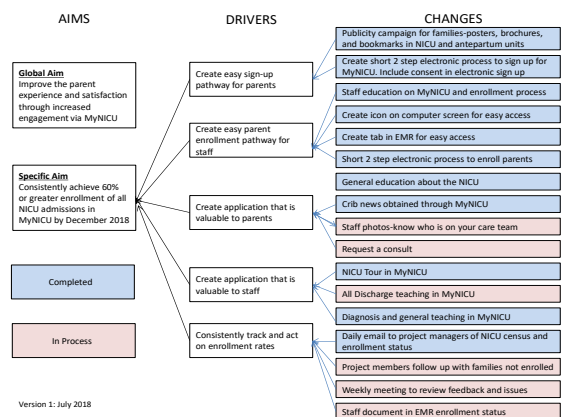 AIMS
DRIVERS
CHANGES
Global Aim
Improve the parent
experience and satisfaction
through increased
engagement via MyNICU
Specific Aim
Consistently achieve 60%
or greater enrollment of all
NICU admissions in
MyNICU by December 2018
Completed
In Process
Version 1: July 2018
Create easy sign-up
pathway for parents
Create easy parent
enrollment pathway for
staff
Create application that is
valuable to parents
Create application that is
valuable to staff
Consistently track and act
on enrollment rates
Publicity campaign for families-posters, brochures,
and bookmarks in NICU and antepartum units
Create short 2 step electronic process to sign up for
MyNICU. Include consent in electronic sign up
Staff education on MyNICU and enrollment process
Create icon on computer screen for easy access
Create tab in EMR for easy access
Short 2 step electronic process to enroll parents
General education about the NICU
Crib news obtained through MyNICU
Staff photos-know who is on your care team
Request a consult
NICU Tour in MyNICU
All Discharge teaching in MyNICU
Diagnosis and general teaching in MyNICU
Daily email to project managers of NICU census and
enrollment status
Project members follow up with families not enrolled
Weekly meeting to review feedback and issues
Staff document in EMR enrollment status